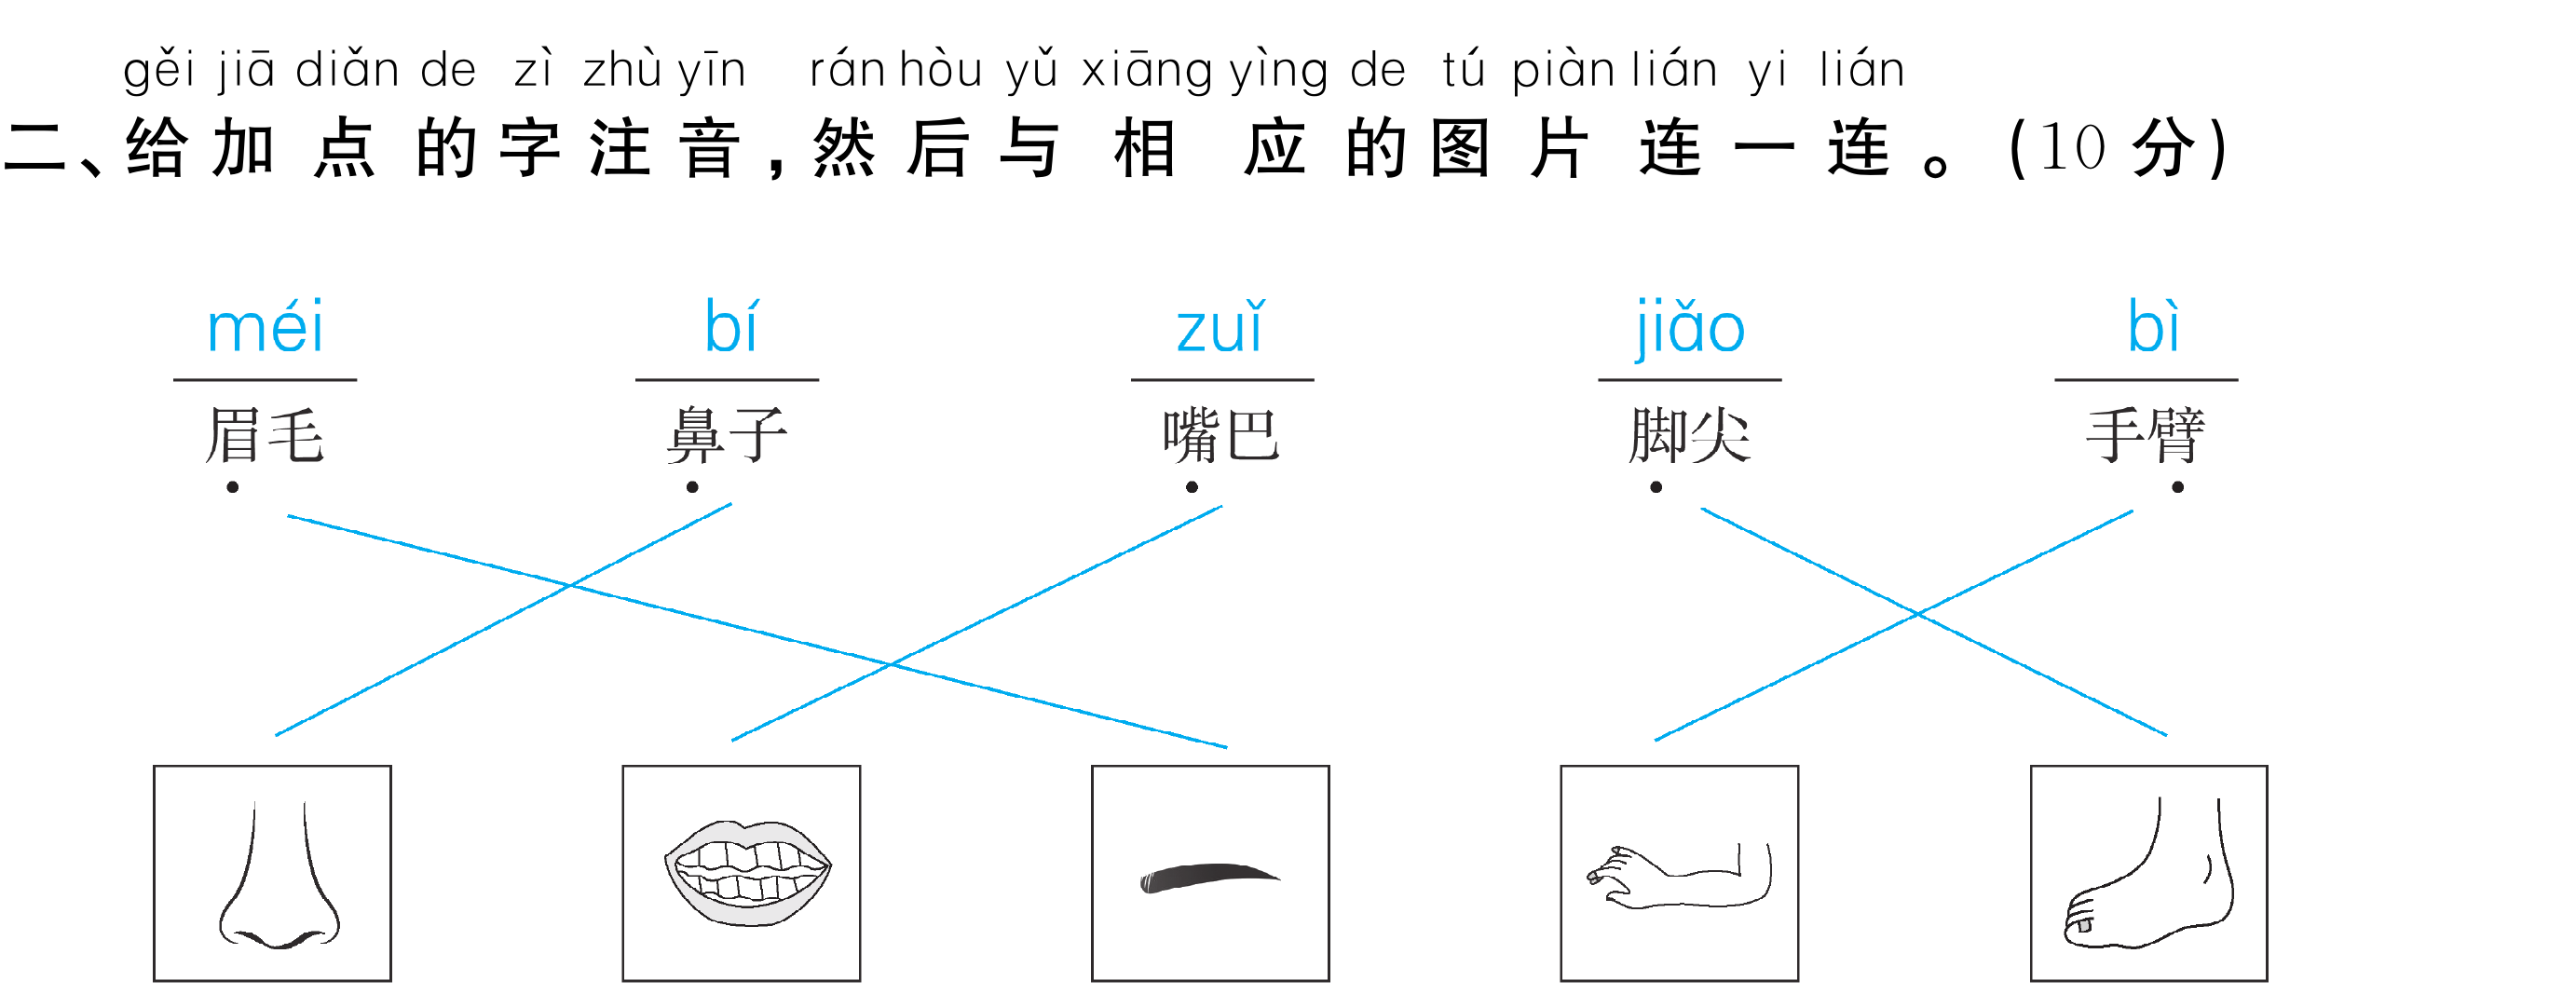 gěi jiā diǎn de zì zhù yīn rán hòu yǔ xiāng yìng de tú piàn lián yi lián
二、给加点的字注音,然后与相应的图片连一连。(10分)
méi bí zuǐ jiǎo bì
眉毛 鼻子 嘴巴 脚尖 手臂